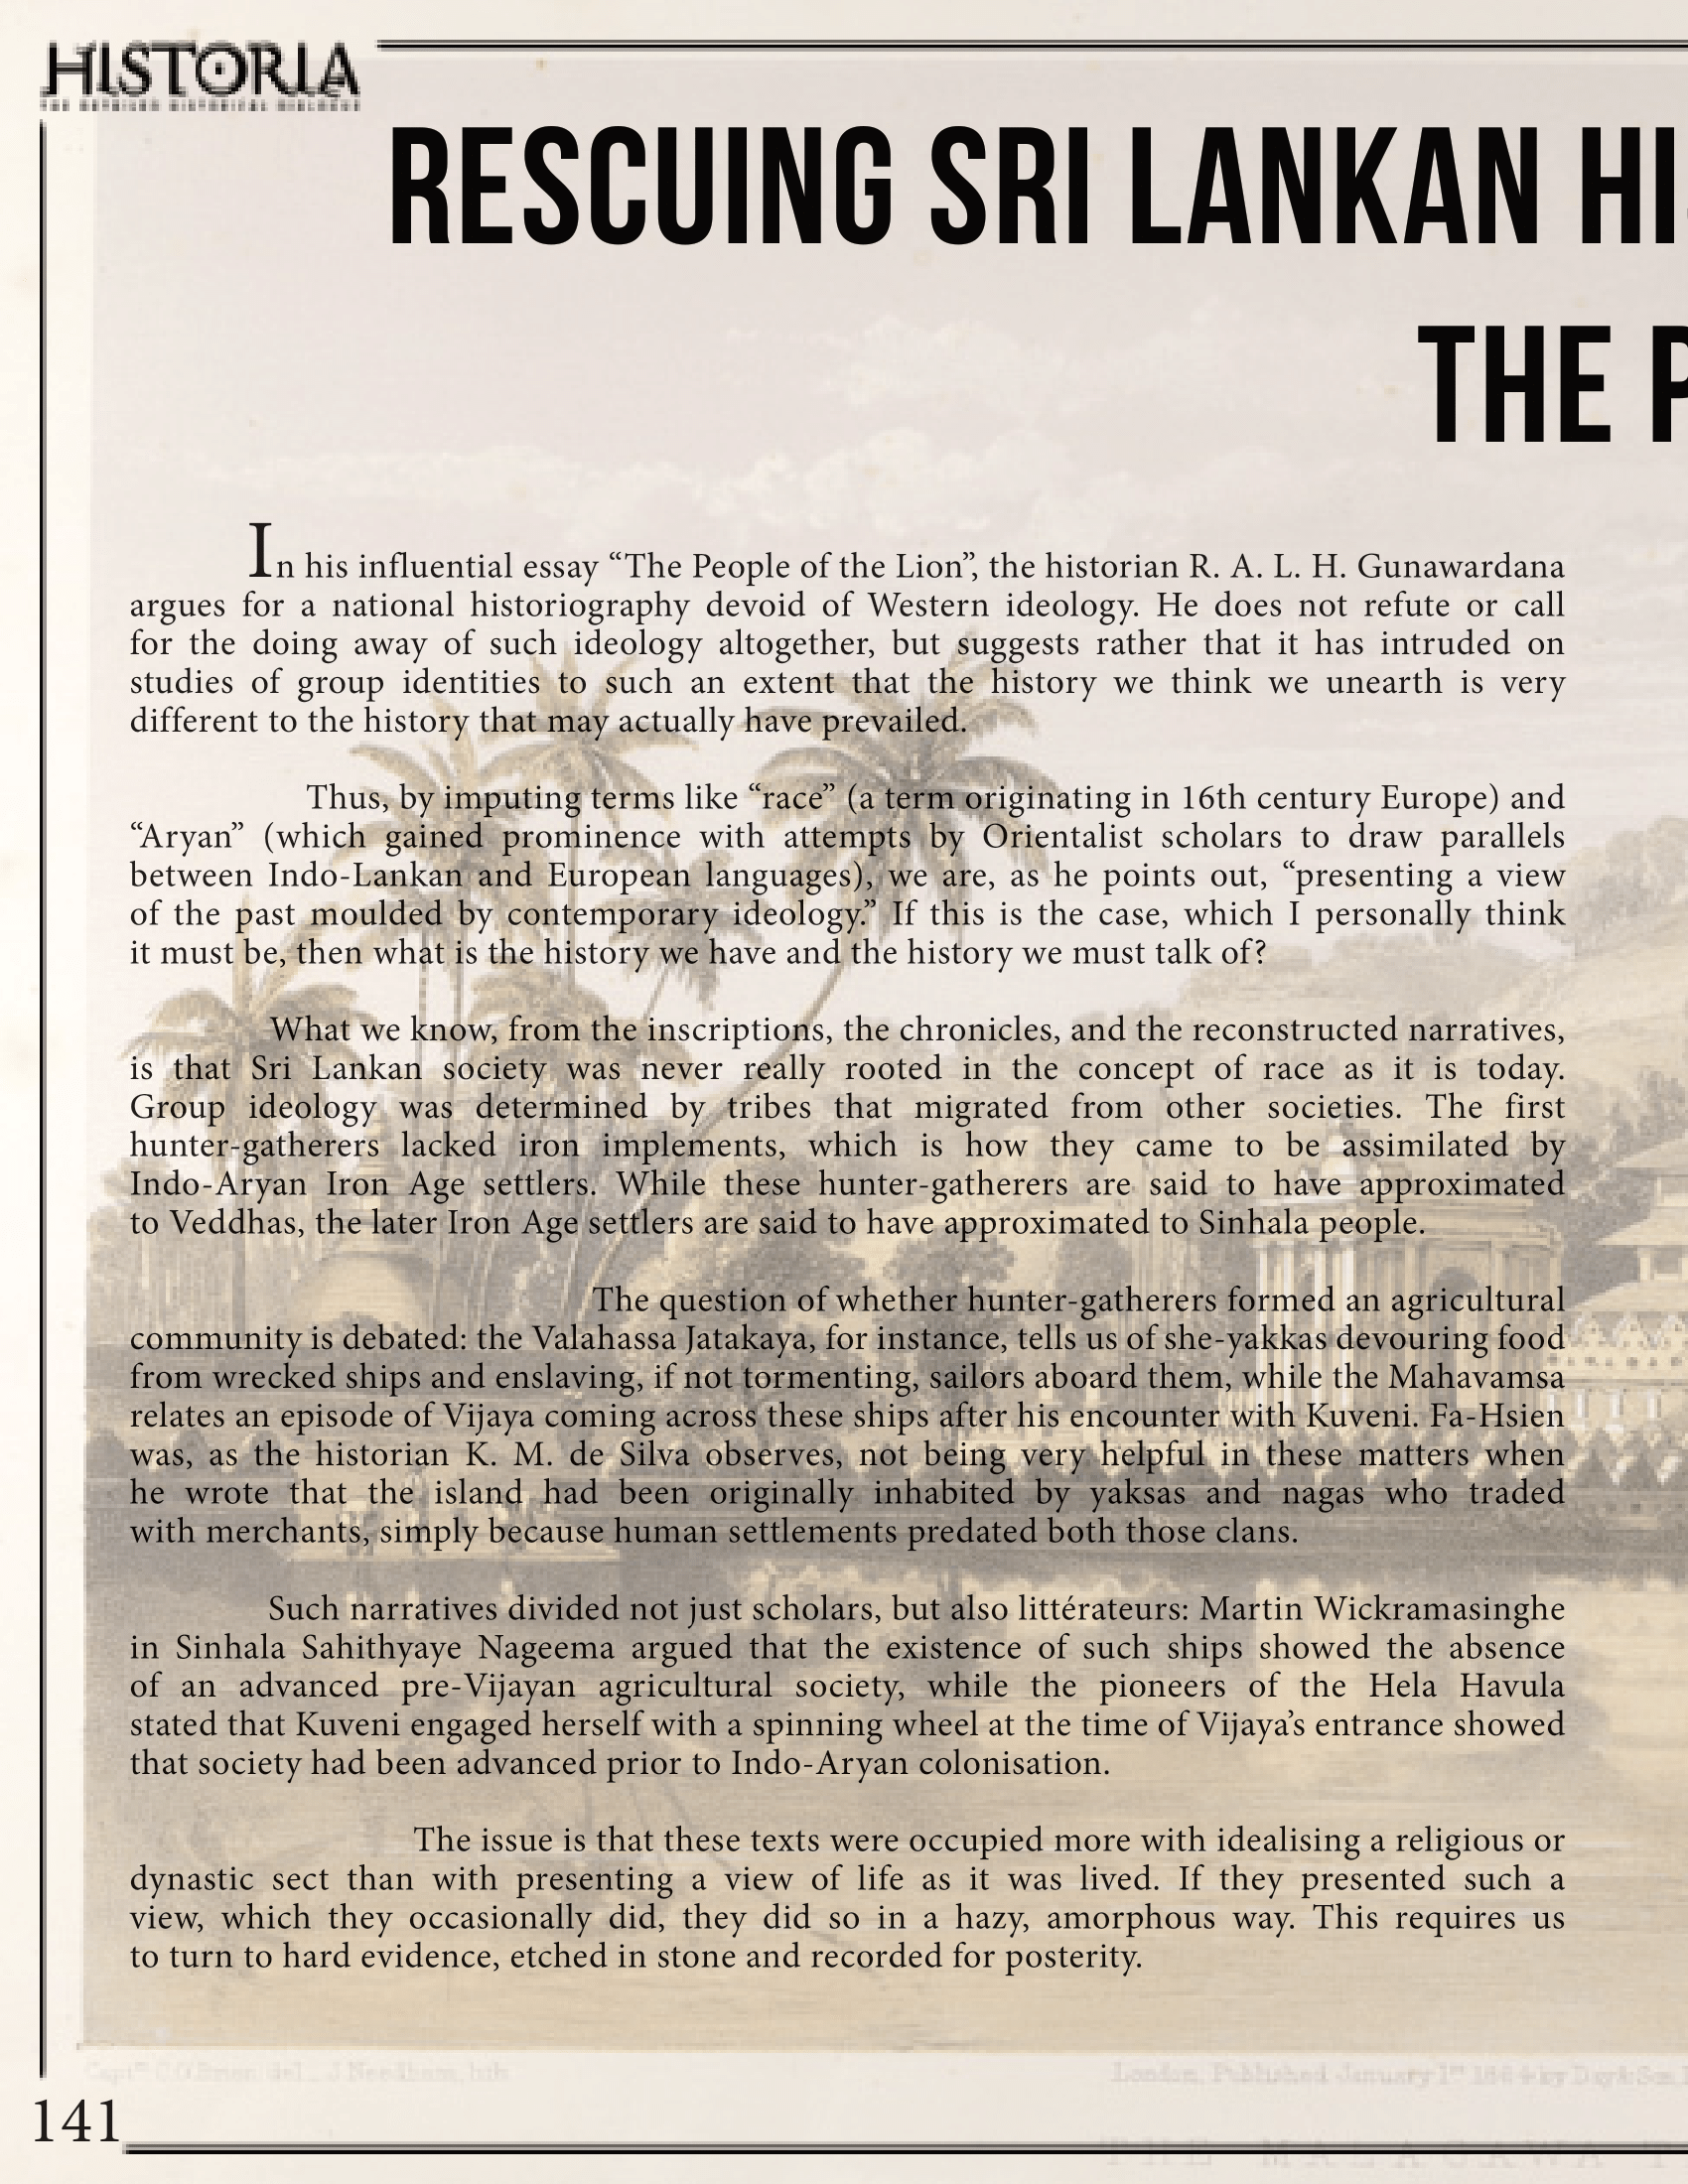 HISTORIA
RESCUING SRI LANKAN
THE
In his influential essay “The People of the Lion”, the historian R. A. L. H. Gunawardana
argues for a national historiography devoid of Western ideology. He does not refute or call
for the doing away of such ideology altogether, but suggests rather that it has intruded on
studies of group identities to such an extent that the history we think we unearth is very
different to the history that may actually have prevailed.
Thus, by imputing terms like “race” (a term originating in 16th century Europe) and
“Aryan” (which gained prominence with attempts by Orientalist scholars to draw parallels
between Indo-Lankan and European languages), we are, as he points out, “presenting a view
of the past moulded by contemporary ideology.” If this is the case, which I personally think
it must be, then what is the history we have and the history we must talk of?
What we know, from the inscriptions, the chronicles, and the reconstructed narratives,
is that Sri Lankan society was never really rooted in the concept of race as it is today.
Group ideology was determined by tribes that migrated from other societies. The first
hunter-gatherers lacked iron implements, which is how they came to be assimilated by
Indo-Aryan Iron Age settlers. While these hunter-gatherers are said to have approximated
to Veddhas, the later Iron Age settlers are said to have approximated to Sinhala people.
The question of whether hunter-gatherers formed an agricultural
community is debated: the Valahassa Jatakaya, for instance, tells us of she-yakkas devouring food
from wrecked ships and enslaving, if not tormenting, sailors aboard them, while the Mahavamsa
relates an episode of Vijaya coming across these ships after his encounter with Kuveni. Fa-Hsien
was, as the historian K. M. de Silva observes, not being very helpful in these matters when
he wrote that the island had been originally inhabited by yaksas and nagas who traded
with merchants, simply because human settlements predated both those clans.
Such narratives divided not just scholars, but also littérateurs: Martin Wickramasinghe
in Sinhala Sahithyaye Nageema argued that the existence of such ships showed the absence
of an advanced pre-Vijayan agricultural society, while the pioneers of the Hela Havula
stated that Kuveni engaged herself with a spinning wheel at the time of Vijaya’s entrance showed
that society had been advanced prior to Indo-Aryan colonisation.
The issue is that these texts were occupied more with idealising a religious or
dynastic sect than with presenting a view of life as it was lived. If they presented such a
view, which they occasionally did, they did so in a hazy, amorphous way. This requires us
to turn to hard evidence, etched in stone and recorded for posterity.
London, Published January 1st 1864 by Day & Son
141